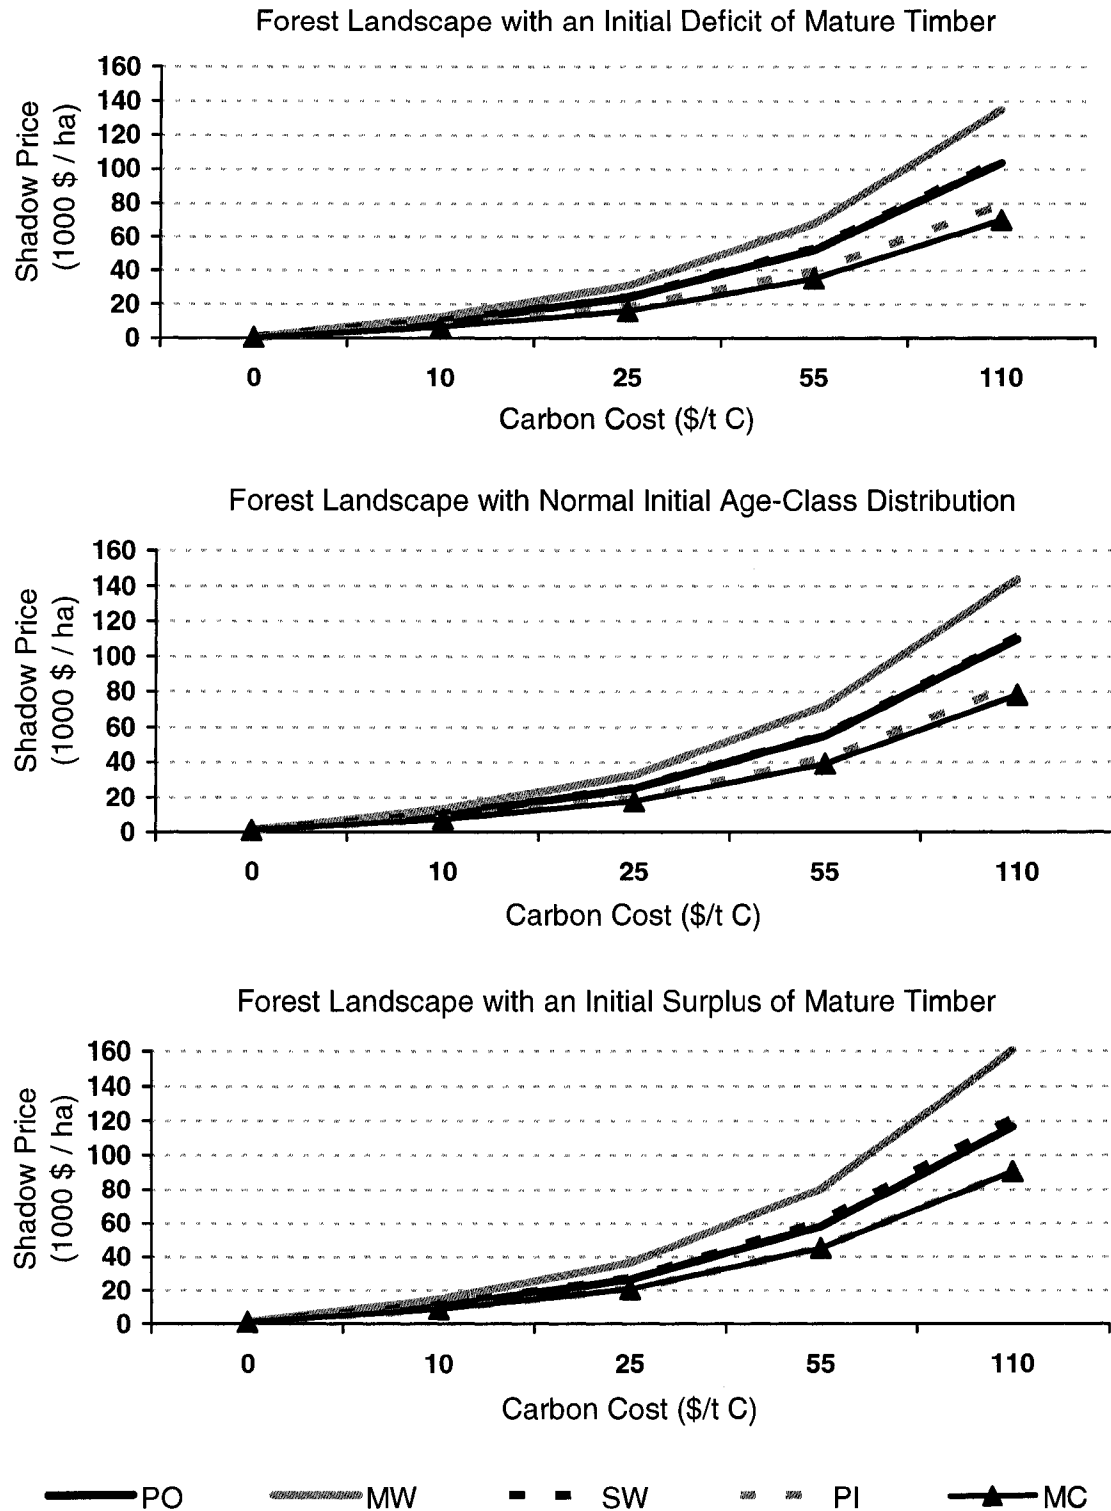 Forest Landscape with an Initial Deficit of Mature Timber
160
140
120
100
80
60
40
20
0
Shadow Price
(1000 $ / ha)
0 10 25 55 110
Carbon Cost ($/t C)
Forest Landscape with Normal Initial Age-Class Distribution
160
140
120
100
80
60
40
20
0
Shadow Price
(1000 $ / ha)
0 10 25 55 110
Carbon Cost ($/t C)
Forest Landscape with an Initial Surplus of Mature Timber
160
140
120
100
80
60
40
20
0
Shadow Price
(1000 $ / ha)
0 10 25 55 110
Carbon Cost ($/t C)
PO MW SW PI MC